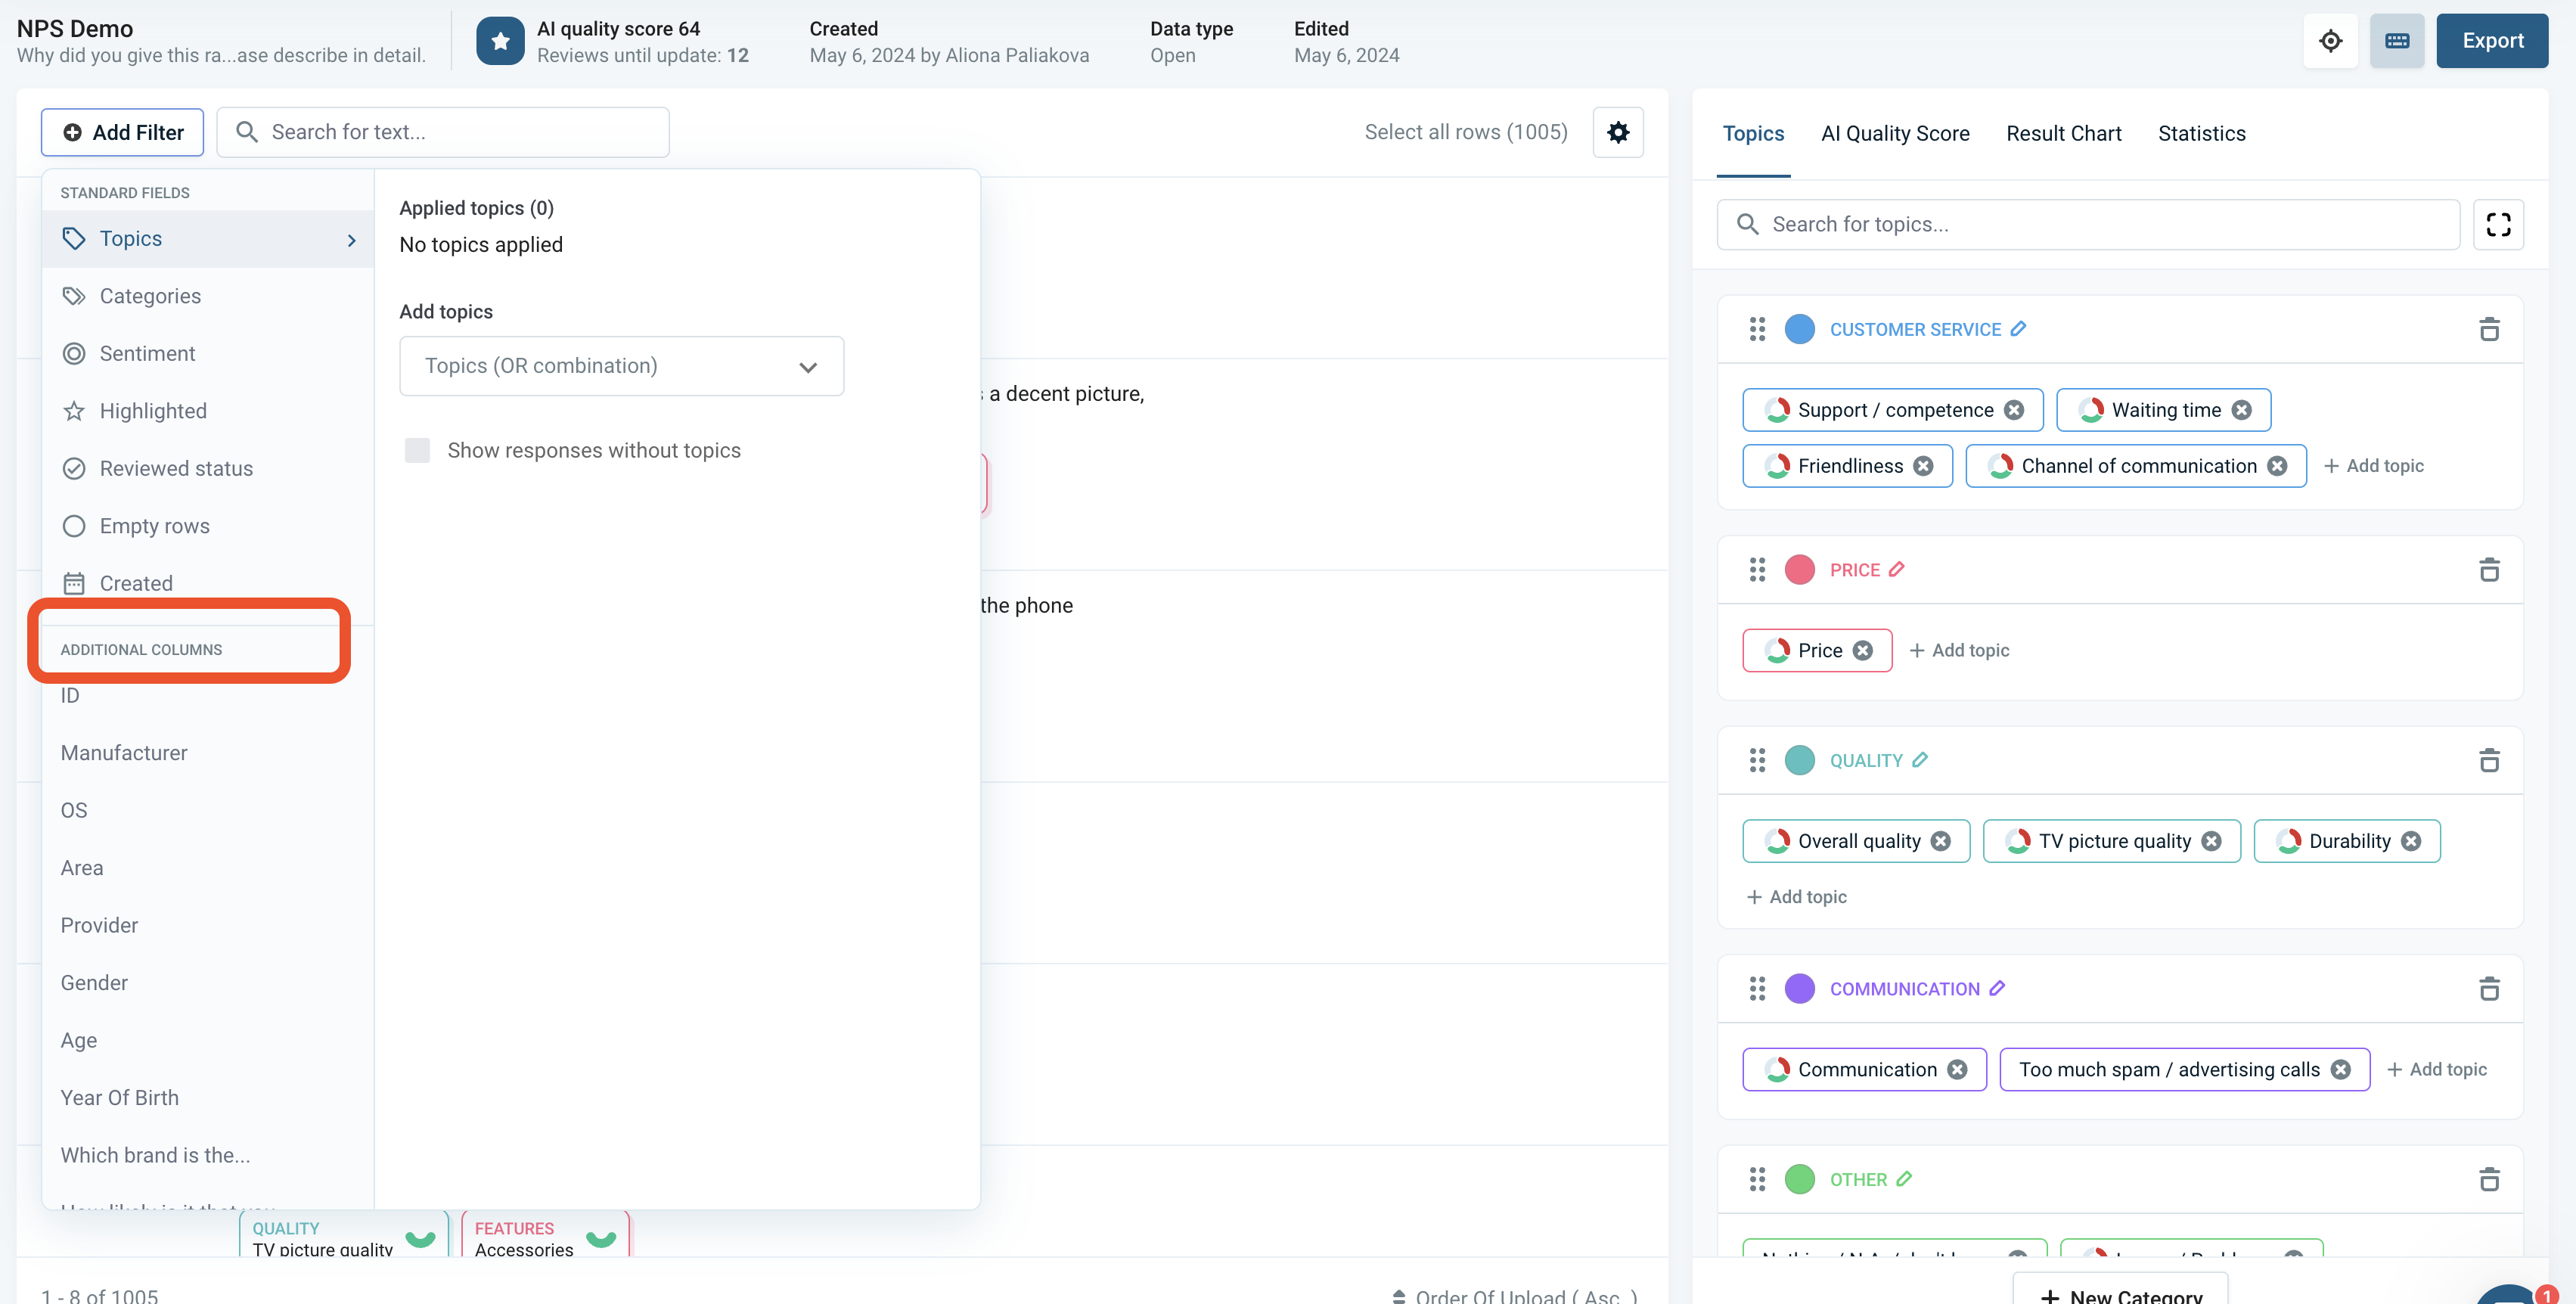 NPS Demo
Why did you give this ra...ase describe in detail.
AI quality score 64
Reviews until update: 12
Created
May 6, 2024 by Aliona Paliakova
Data type
Open
Edited
May 6, 2024
Export
Add Filter
Search for text...
Select all rows (1005)
STANDARD FIELDS
Topics
Categories
Sentiment
Highlighted
Reviewed status
Empty rows
Created
ADDITIONAL COLUMNS
ID
Manufacturer
OS
Area
Provider
Gender
Age
Year Of Birth
Which brand is the...
How likely is it that you
Applied topics (0)
No topics applied
Add topics
Topics (OR combination)
Show responses without topics
a decent picture,
the phone
QUALITY
TV picture quality
FEATURES
Accessories
1 - 8 of 1005
Order Of Upload ( Asc. )
Topics
AI Quality Score
Result Chart
Statistics
Search for topics...
CUSTOMER SERVICE
Support / competence
Waiting time
Friendliness
Channel of communication
+ Add topic
PRICE
Price
+ Add topic
QUALITY
Overall quality
TV picture quality
Durability
+ Add topic
COMMUNICATION
Communication
Too much spam / advertising calls
+ Add topic
OTHER
+ New Category
1